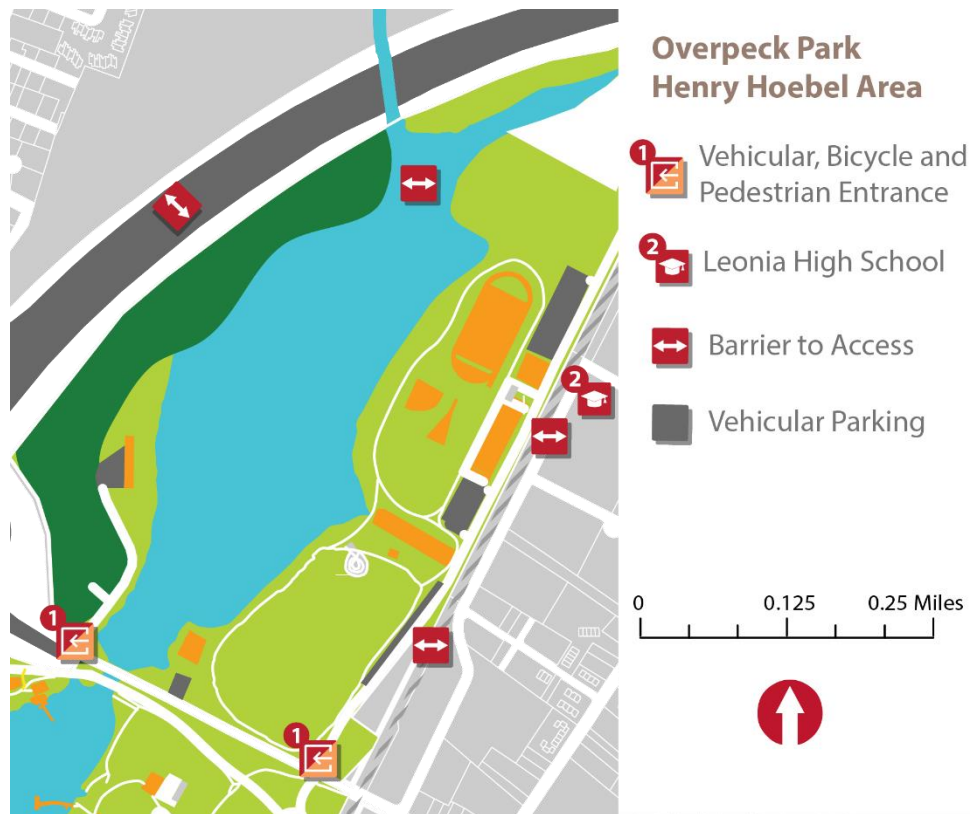 Overpeck Park
Henry Hoebel Area
1
Vehicular, Bicycle and
Pedestrian Entrance
2
Leonia High School
Barrier to Access
Vehicular Parking
0 0.125 0.25 Miles
2
1
1